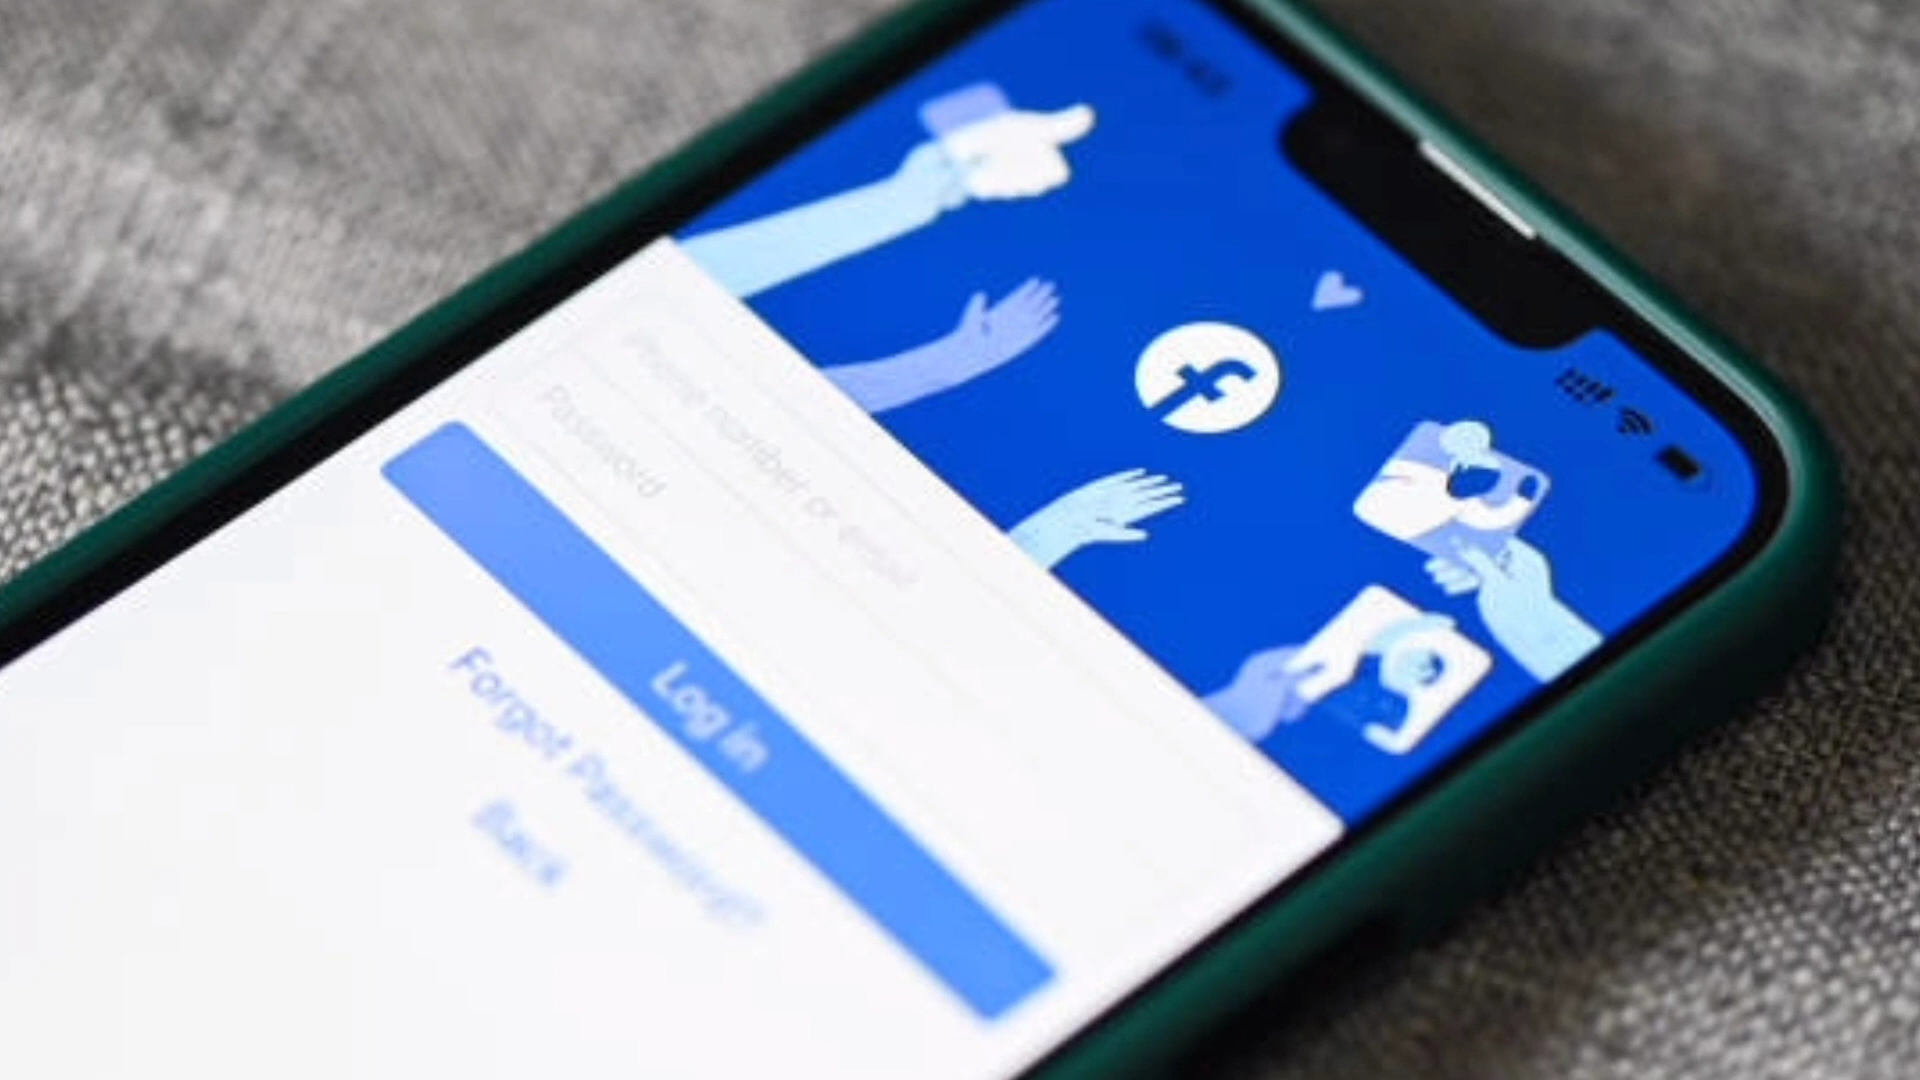 f
Phone number or email
Password
Log in
Forgot Password?
Back